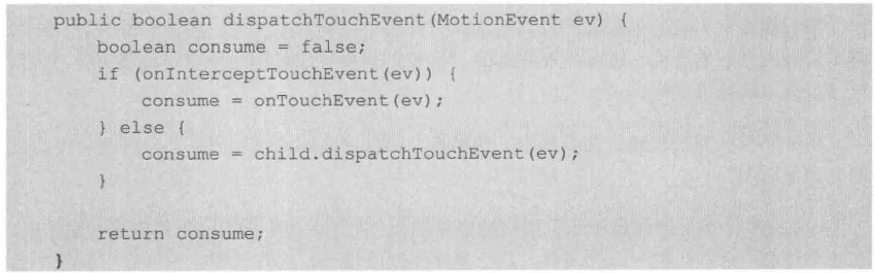 public boolean dispatchTouchEvent(MotionEvent ev) {
    boolean consume = false;
    if (onInterceptTouchEvent(ev)) {
        consume = onTouchEvent(ev);
    } else {
        consume = child.dispatchTouchEvent(ev);
    }

    return consume;
}